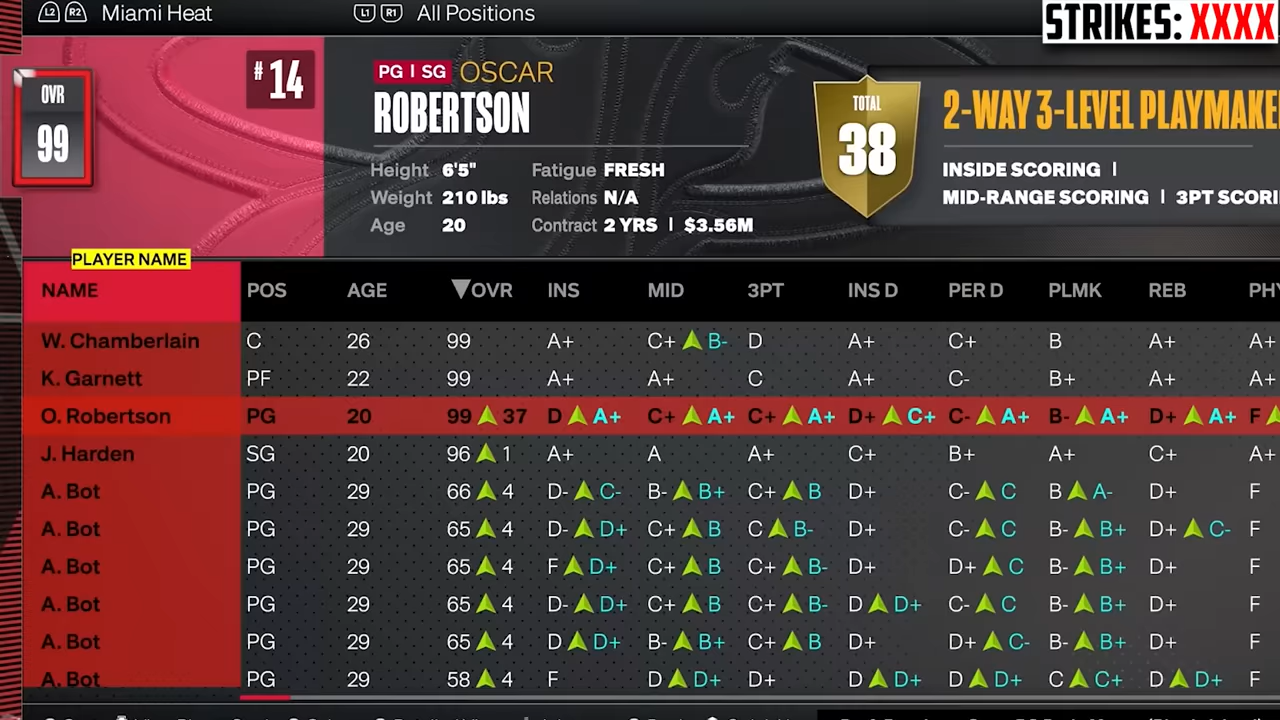 L2 R2 Miami Heat L1 R1 All Positions
STRIKES: XXXX
OVR
99
#14
PG | SG OSCAR
ROBERTSON
Height 6'5" Fatigue FRESH
Weight 210 lbs Relations N/A
Age 20 Contract 2 YRS | $3.56M
TOTAL
38
2-WAY 3-LEVEL PLAYMAKE
INSIDE SCORING |
MID-RANGE SCORING | 3PT SCORI
PLAYER NAME
NAME POS AGE OVR INS MID 3PT INS D PER D PLMK REB PHY
W. Chamberlain C 26 99 A+ C+ B- D A+ C+ B A+ A+
K. Garnett PF 22 99 A+ A+ C A+ C- B+ A+ A+
O. Robertson PG 20 99 37 D A+ C+ A+ C+ A+ D+ C+ C- A+ B- A+ D+ A+ F
J. Harden SG 20 96 1 A+ A A+ C+ B+ A+ C+ A+
A. Bot PG 29 66 4 D- C- B- B+ C+ B D+ C- C B A- D+ F
A. Bot PG 29 65 4 D- D+ C+ B C B- D+ C- C B- B+ D+ C- F
A. Bot PG 29 65 4 F D+ C+ B C+ B- D+ D+ C B- B+ D+ F
A. Bot PG 29 65 4 D- D+ C+ B C+ B- D D+ C- C B- B+ D+ F
A. Bot PG 29 65 4 D D+ B- B+ C+ B D+ D+ C- B- B+ D+ F
A. Bot PG 29 58 4 F D D+ D+ D D+ D D+ C C+ D D+ F